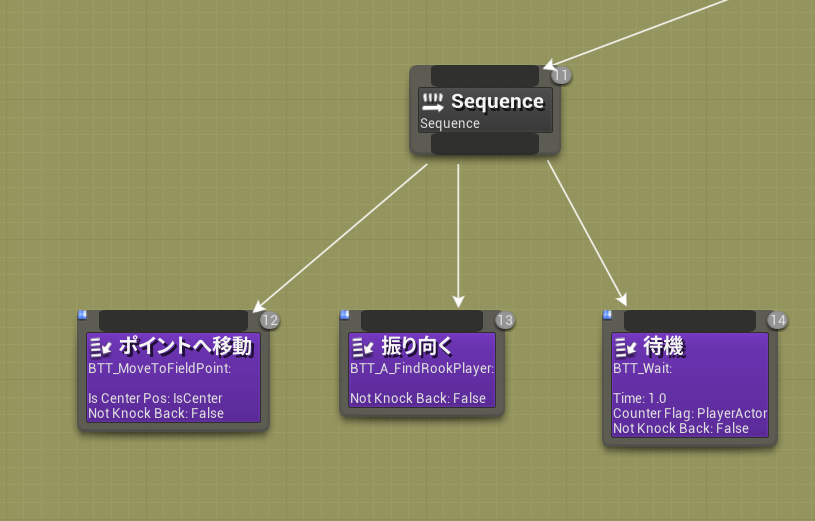 11
Sequence
Sequence
12
ポイントへ移動
BTT_MoveToFieldPoint:
Is Center Pos: IsCenter
Not Knock Back: False
13
振り向く
BTT_A_FindRookPlayer:
Not Knock Back: False
14
待機
BTT_Wait:
Time: 1.0
Counter Flag: PlayerActor
Not Knock Back: False